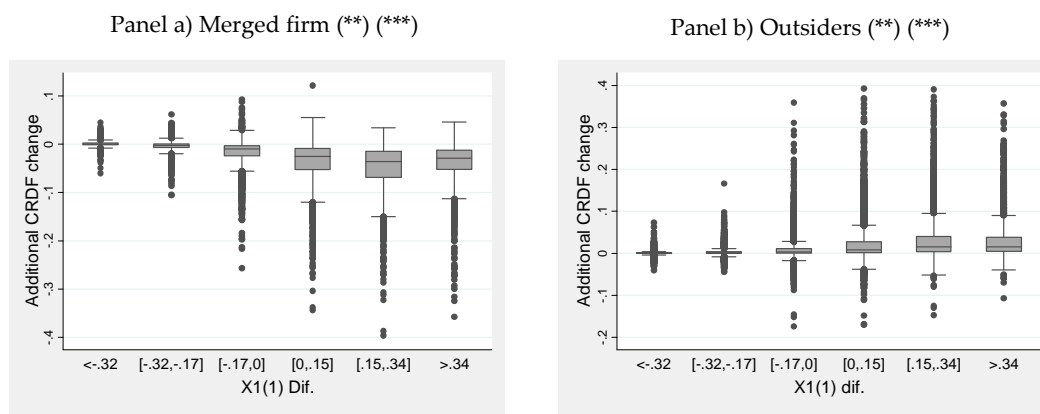 Panel a) Merged firm (**) (***)
Additional CRDF change
.1
0
-.1
-.2
-.3
-.4
<-.32 [-.32,-.17] [-.17,0] [0,.15] [.15,.34] >.34
X1(1) Dif.
Panel b) Outsiders (**) (***)
Additional CRDF change
.4
.3
.2
.1
0
-.1
-.2
<-.32 [-.32,-.17] [-.17,0] [0,.15] [.15,.34] >.34
X1(1) dif.